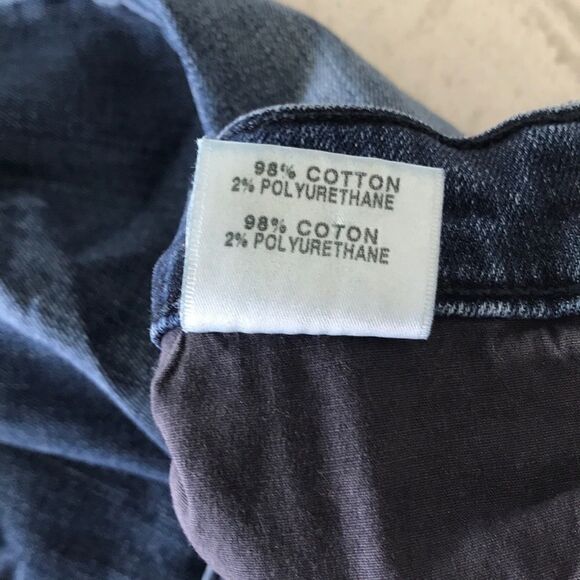 98% COTTON
2% POLYURETHANE
98% COTON
2% POLYURETHANE